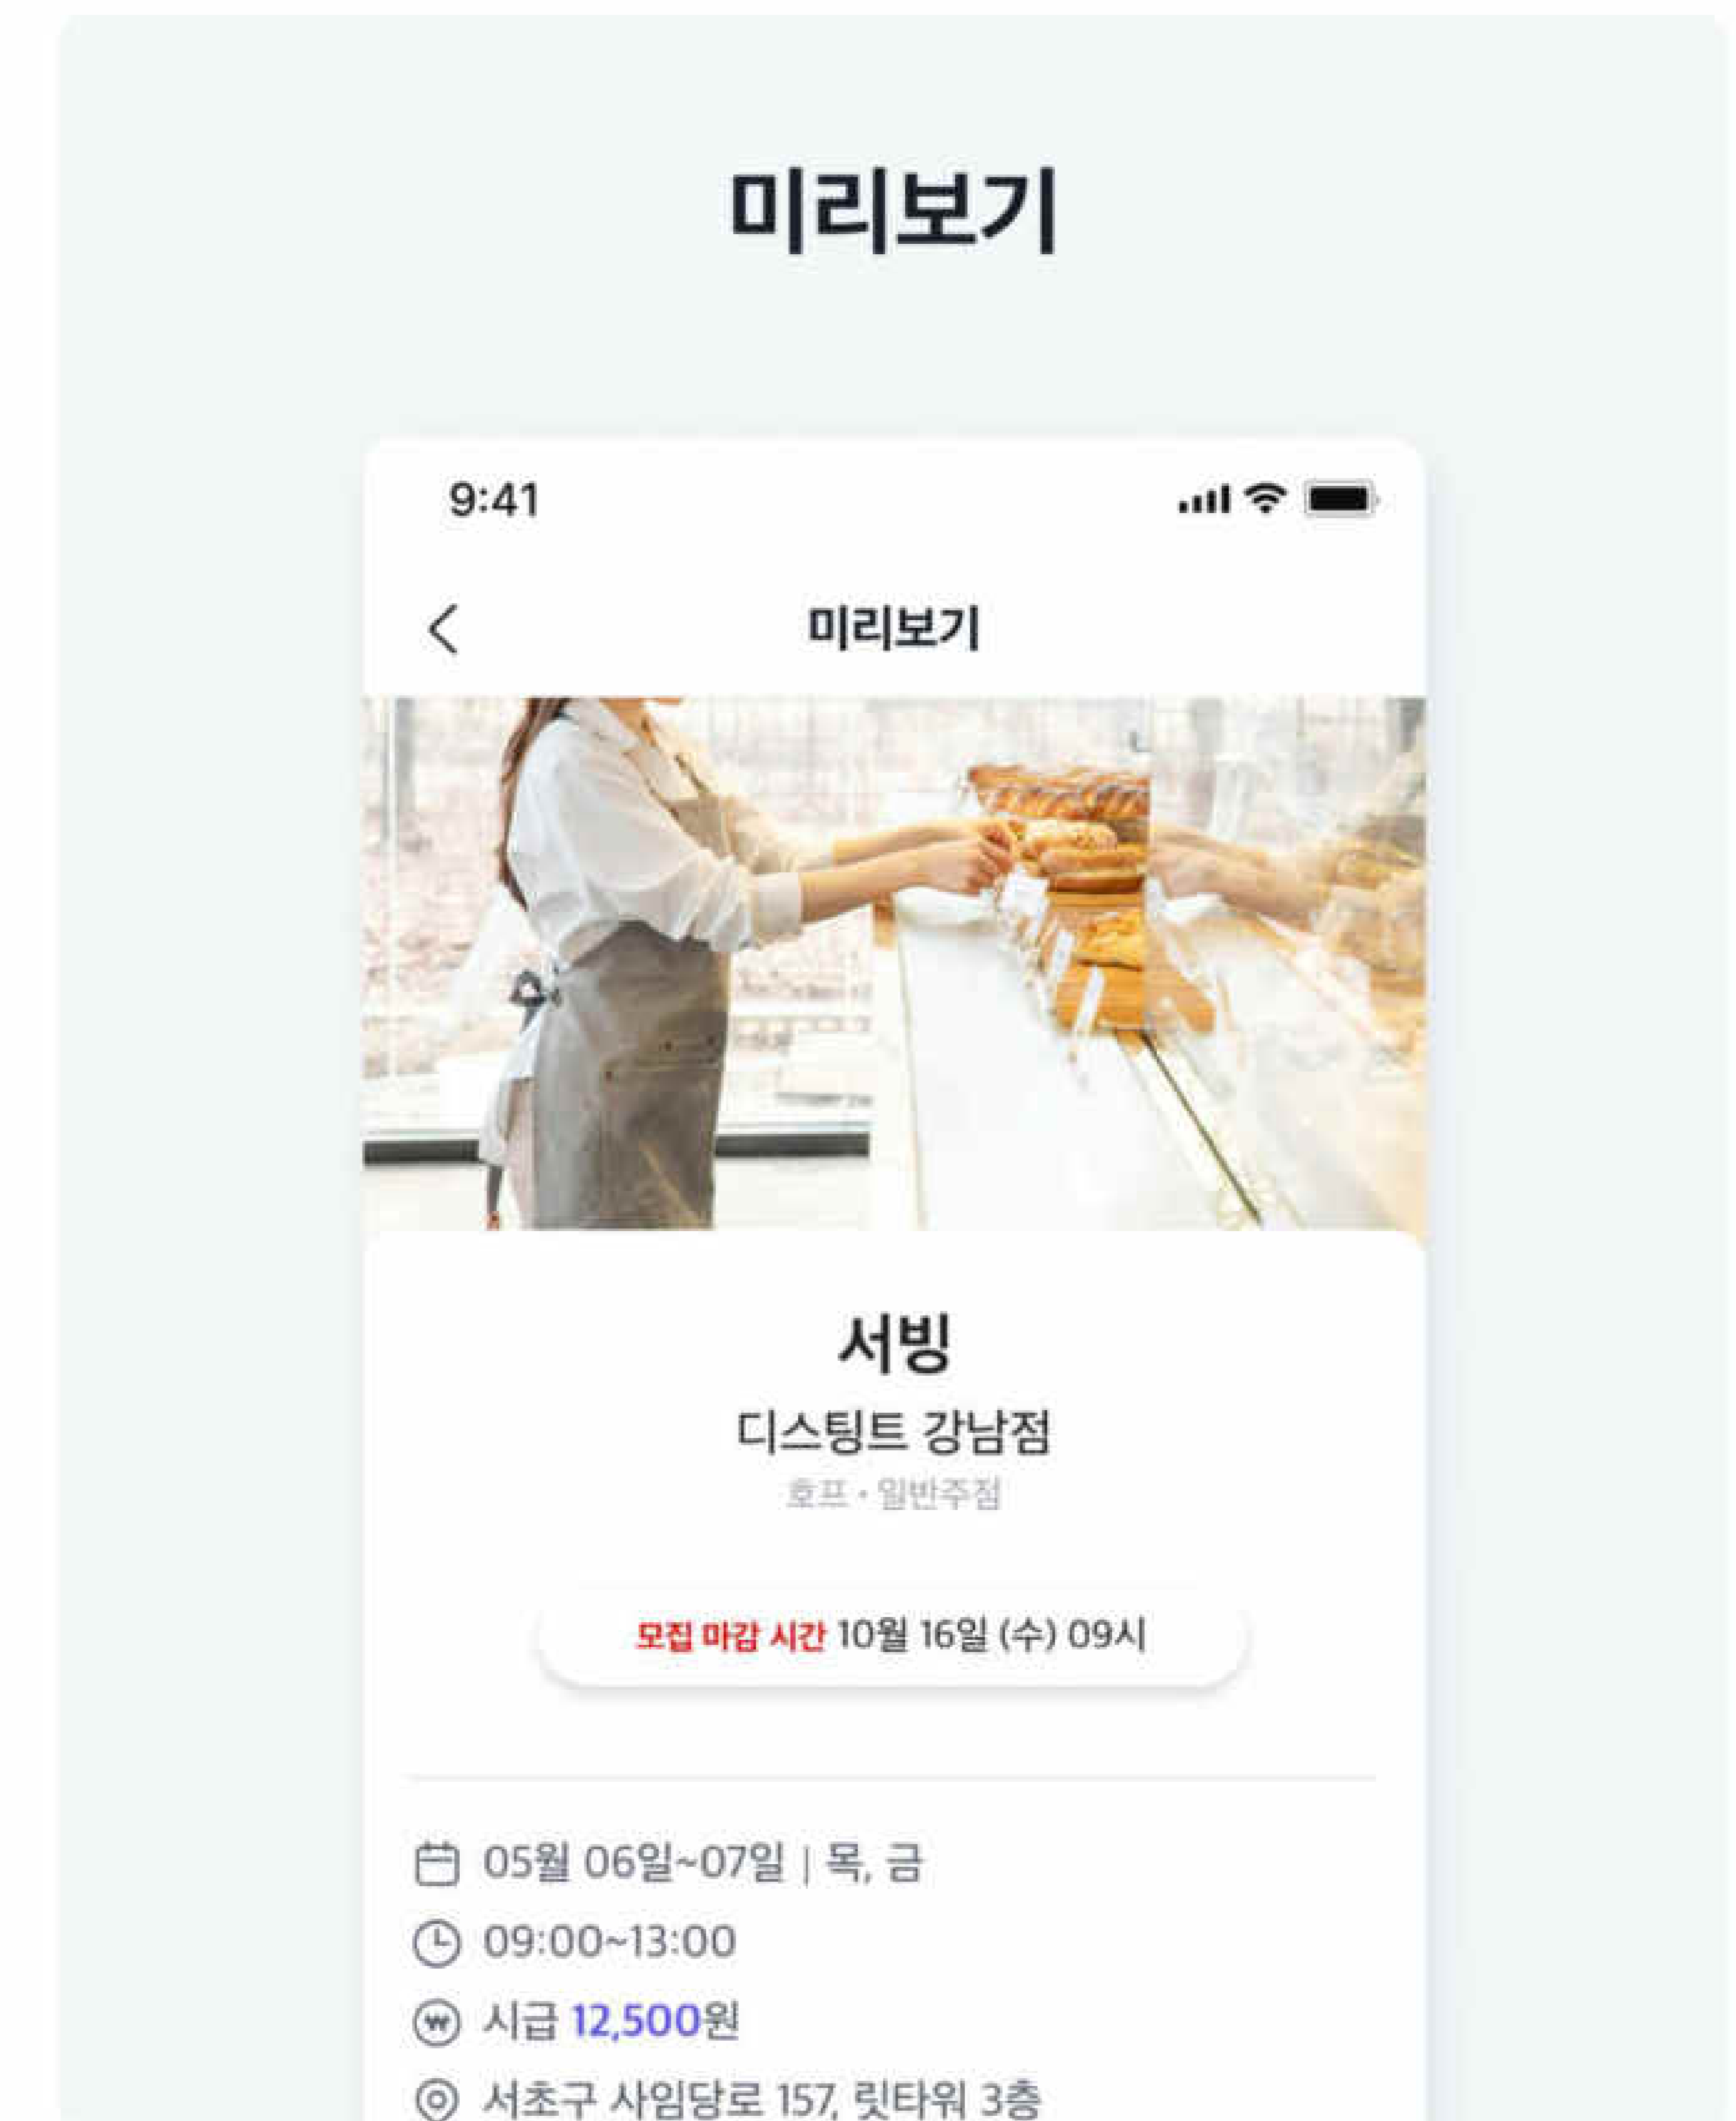 미리보기
9:41
미리보기
서빙
디스팅트 강남점
호프 • 일반주점
모집 마감 시간 10월 16일 (수) 09시
05월 06일~07일 | 목, 금
09:00~13:00
시급 12,500원
서초구 사임당로 157, 릿타워 3층